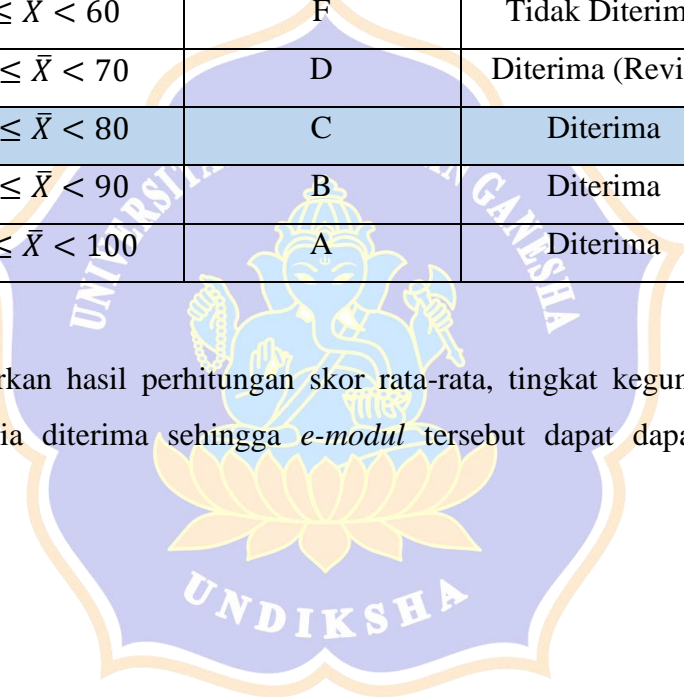 ≤ X̄ < 60 F Tidak Diterim
≤ X̄ < 70 D Diterima (Revi
≤ X̄ < 80 C Diterima
≤ X̄ < 90 B Diterima
≤ X̄ < 100 A Diterima
rkan hasil perhitungan skor rata-rata, tingkat kegun
ia diterima sehingga e-modul tersebut dapat dapa
GANESHA
UNDIKSHA